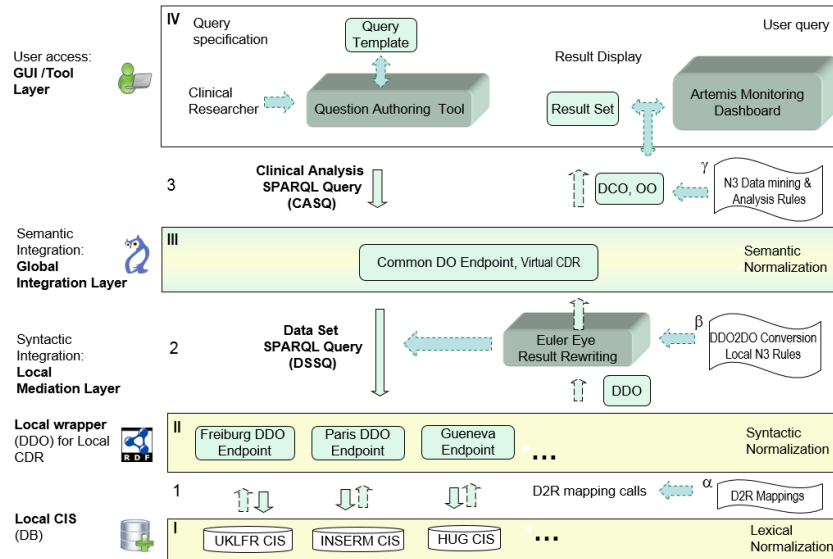 IV
Query
specification
Query
Template
User query
User access:
GUI /Tool
Layer
Result Display
Clinical
Researcher
Question Authoring Tool
Result Set
Artemis Monitoring
Dashboard
3
Clinical Analysis
SPARQL Query
(CASQ)
DCO, OO
γ
N3 Data mining &
Analysis Rules
Semantic
Integration:
Global
Integration Layer
III
Common DO Endpoint, Virtual CDR
Semantic
Normalization
Syntactic
Integration:
Local
Mediation Layer
2
Data Set
SPARQL Query
(DSSQ)
Euler Eye
Result Rewriting
β
DDO2DO Conversion
Local N3 Rules
DDO
Local wrapper
(DDO) for Local
CDR
RDF
II
Freiburg DDO
Endpoint
Paris DDO
Endpoint
Gueneva
Endpoint
...
Syntactic
Normalization
1
D2R mapping calls
α
D2R Mappings
Local CIS
(DB)
I
UKLFR CIS
INSERM CIS
HUG CIS
...
Lexical
Normalization